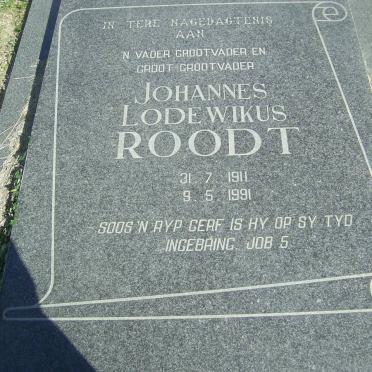 IN TERE NAGEDAGTENIS
AAN
'N VADER GROOTVADER EN
GROOT-GROOTVADER
JOHANNES
LODEWIKUS
ROODT
31 7 1911
9 5 1991
SOOS 'N RYP GERF IS HY OP SY TYD
INGEBRING. JOB 5